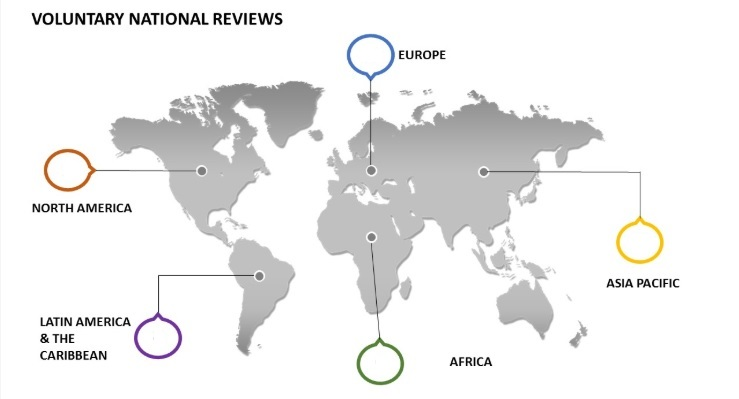 VOLUNTARY NATIONAL REVIEWS
EUROPE
NORTH AMERICA
ASIA PACIFIC
LATIN AMERICA
& THE
CARIBBEAN
AFRICA